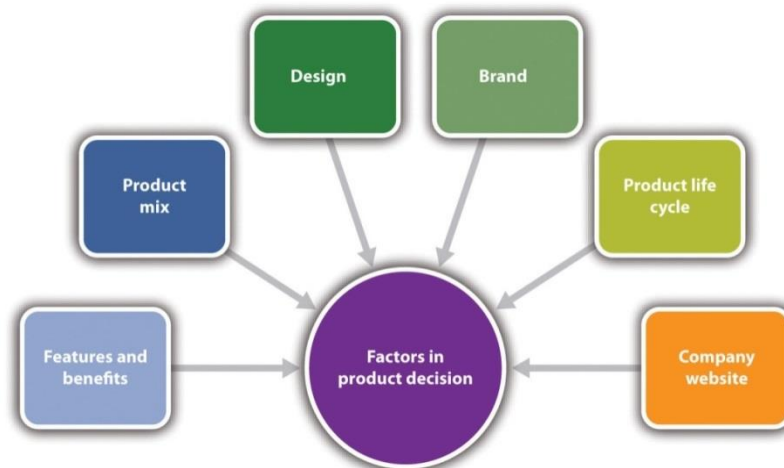 Design
Brand
Product
mix
Product life
cycle
Features and
benefits
Factors in
product decision
Company
website